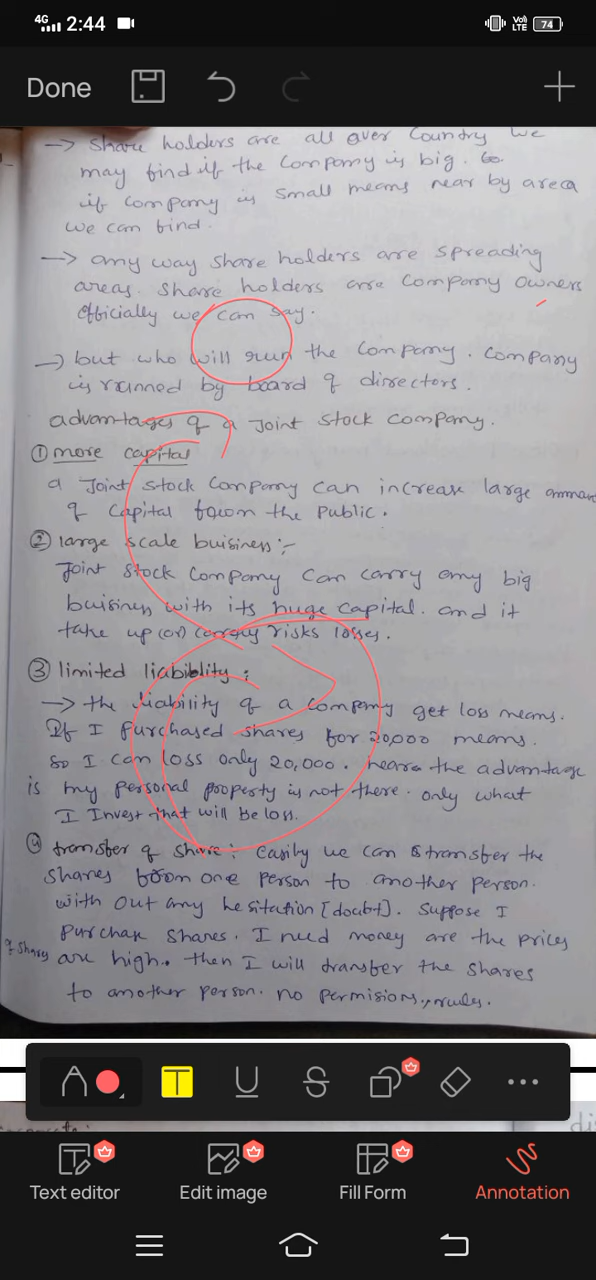 4G 2:44 Vo) LTE 74
Done
-> Share holders are all over Country we
may find if the Company is big.
if company is small means near by area
we can find.
-> any way share holders are spreading
areas. Share holders are Company owners
officially we can say.
-> but who will run the Company. Company
is runned by board of directors.
advantages of a Joint stock company.
① more capital
a Joint stock Company can increase large ammount
of capital from the public.
② large scale buisiness:-
Joint stock Company can carry any big
buisiness with its huge capital. and it
take up (or) carray risks losses.
③ limited liability:
-> the liability of a company get loss means.
If I purchased shares for 20,000 means.
so I can loss only 20,000. heare the advantage
is my personal property is not there. only what
I Invest that will be loss.
④ transfer of share: easily we can transfer the
shares from one person to another person.
with out any hesitation [doubt]. Suppose I
purchase shares. I need money are the prices
of shares are high. then I will transfer the shares
to another person. no permisions, rules.
T U S
di
Text editor Edit image Fill Form Annotation